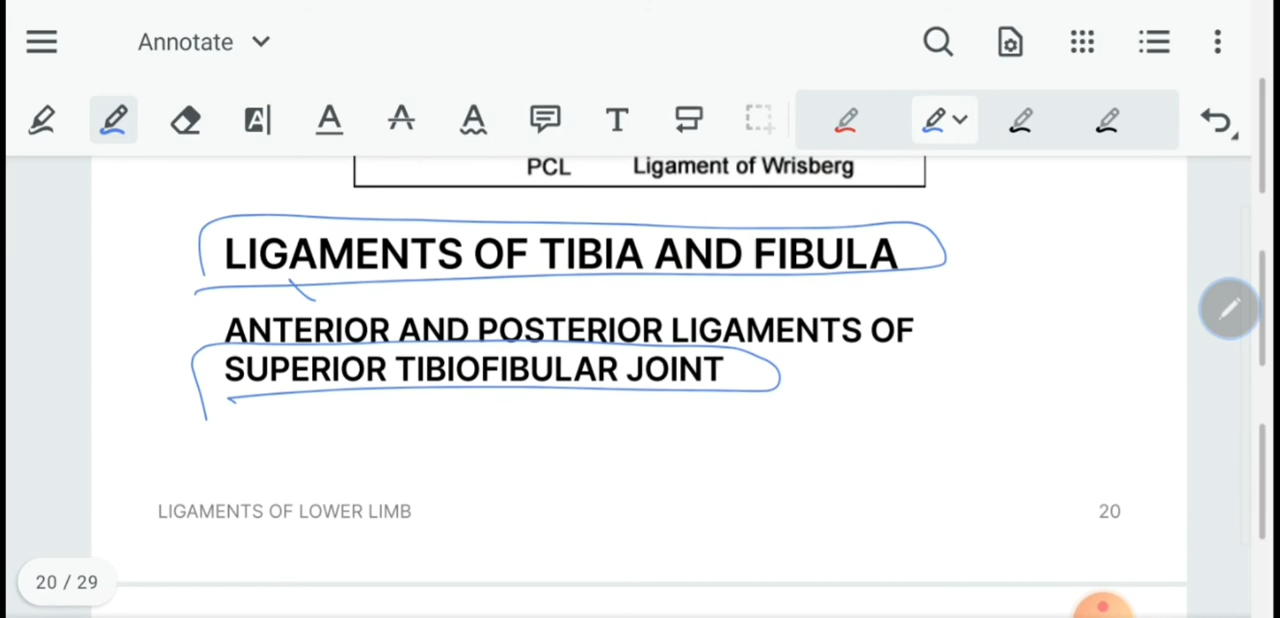 Annotate
A
A
A
A
T
PCL Ligament of Wrisberg
LIGAMENTS OF TIBIA AND FIBULA
ANTERIOR AND POSTERIOR LIGAMENTS OF
SUPERIOR TIBIOFIBULAR JOINT
LIGAMENTS OF LOWER LIMB 20
20 / 29